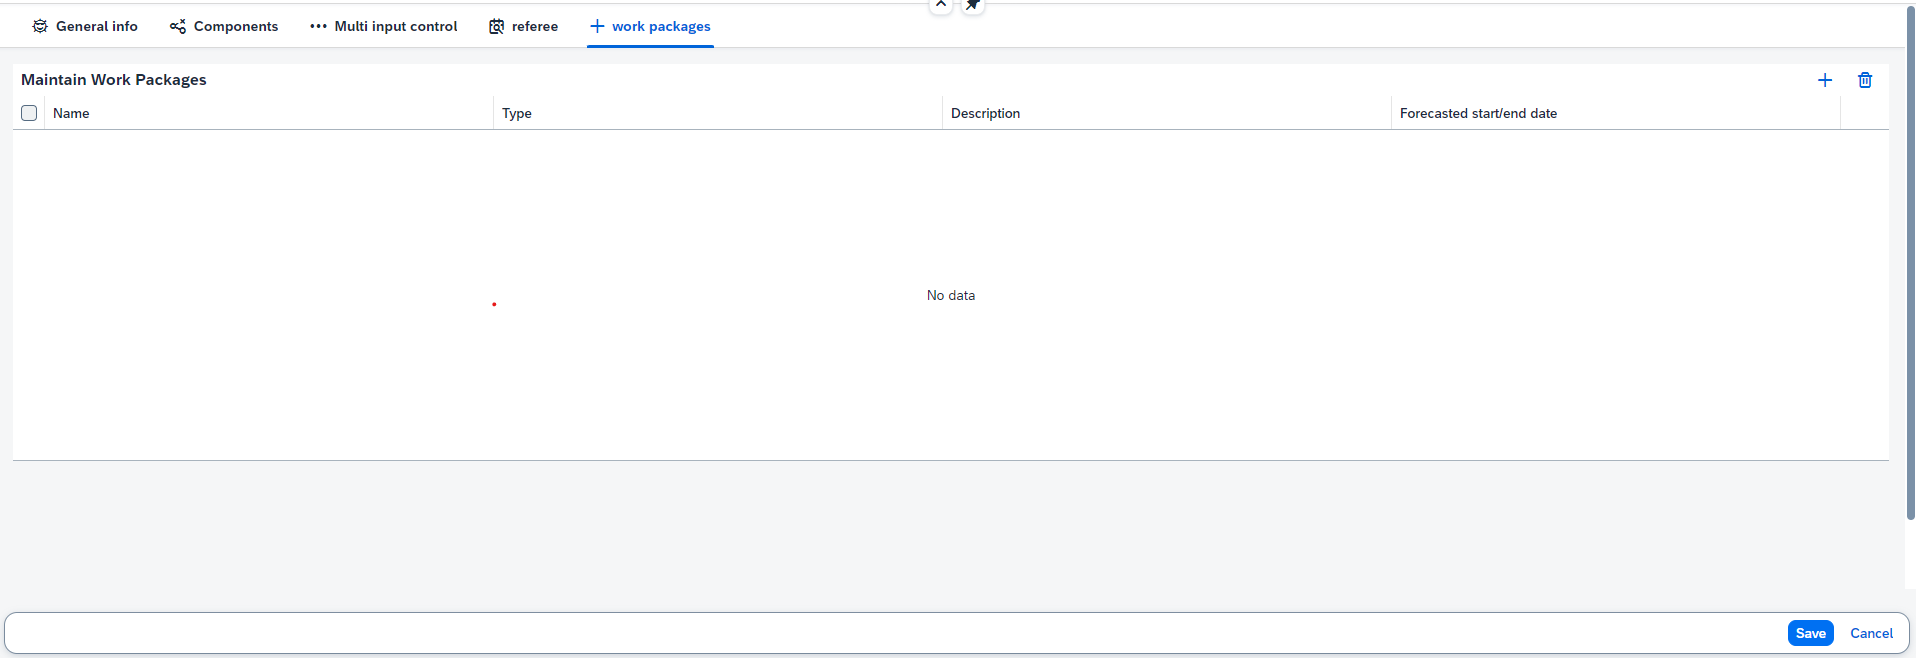 General info Components Multi input control referee work packages
Maintain Work Packages
Name Type Description Forecasted start/end date
No data
Save Cancel